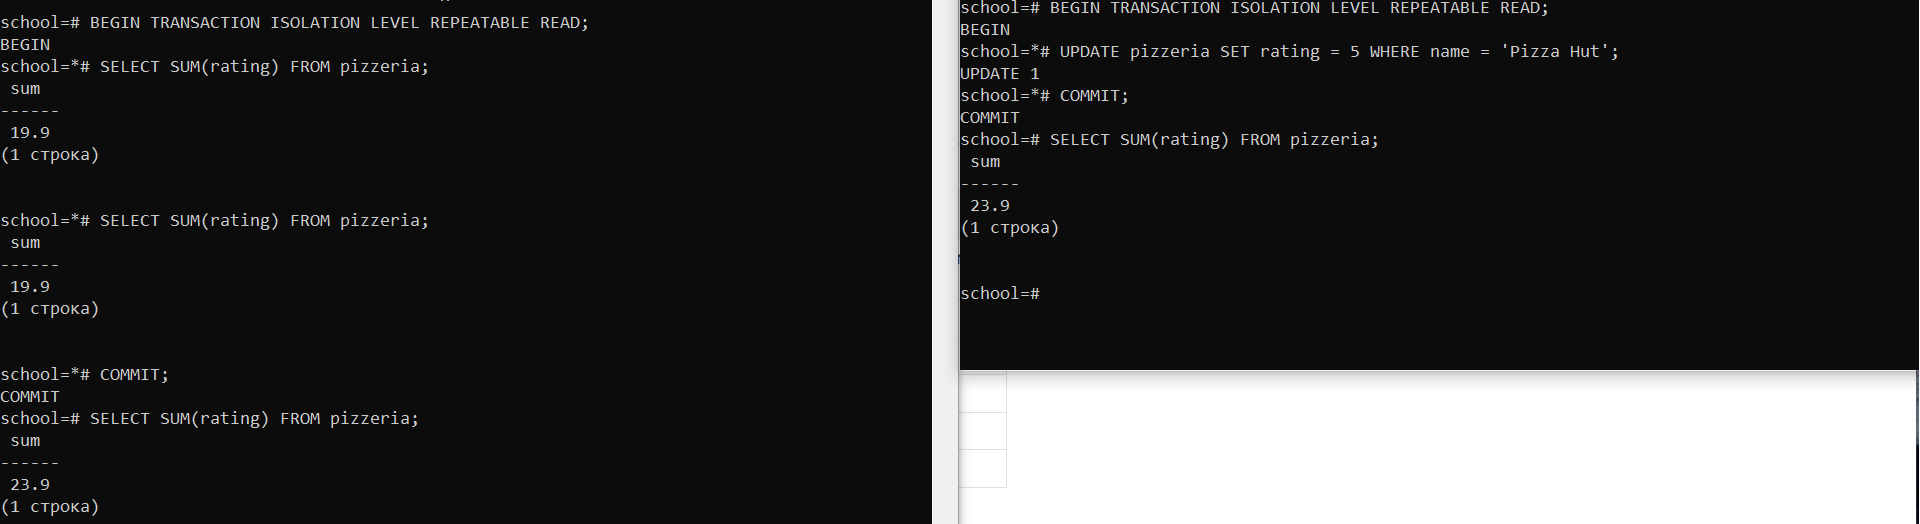 school=# BEGIN TRANSACTION ISOLATION LEVEL REPEATABLE READ;
BEGIN
school=*# SELECT SUM(rating) FROM pizzeria;
 sum
------
 19.9
(1 строка)
school=*# SELECT SUM(rating) FROM pizzeria;
 sum
------
 19.9
(1 строка)
school=*# COMMIT;
COMMIT
school=# SELECT SUM(rating) FROM pizzeria;
 sum
------
 23.9
(1 строка)
school=# BEGIN TRANSACTION ISOLATION LEVEL REPEATABLE READ;
BEGIN
school=*# UPDATE pizzeria SET rating = 5 WHERE name = 'Pizza Hut';
UPDATE 1
school=*# COMMIT;
COMMIT
school=# SELECT SUM(rating) FROM pizzeria;
 sum
------
 23.9
(1 строка)
school=#